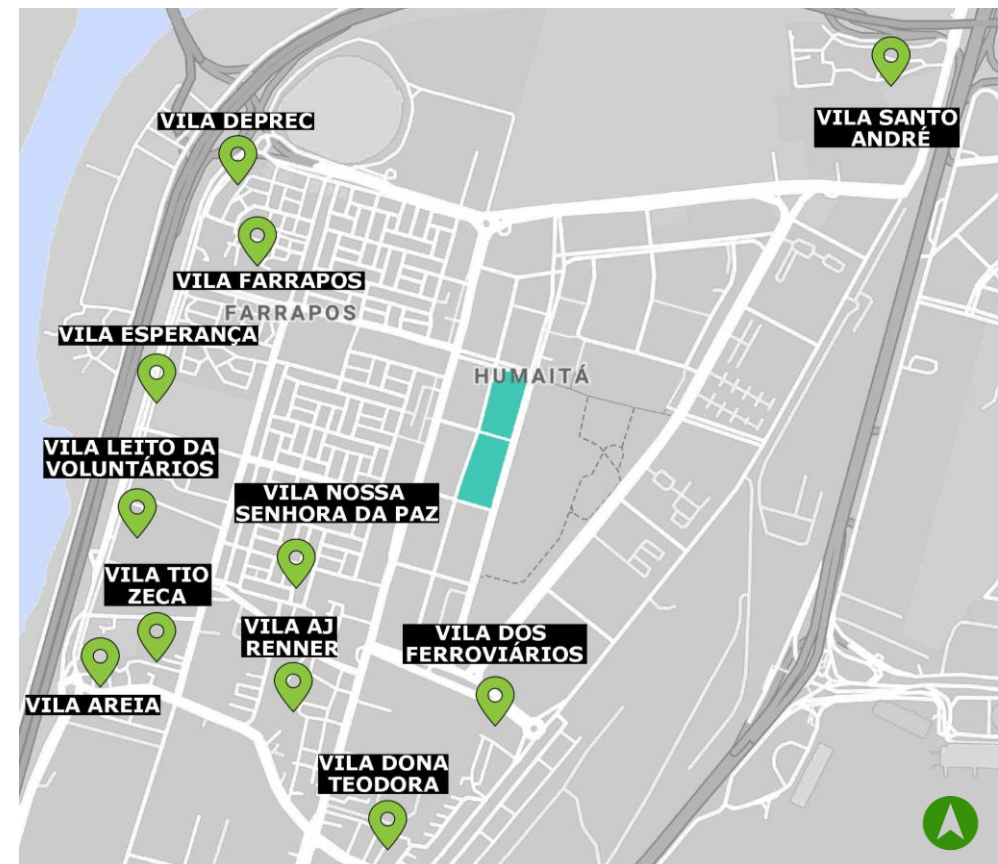 VILA DEPREC
VILA SANTO
ANDRÉ
VILA FARRAPOS
FARRAPOS
VILA ESPERANÇA
HUMAITÁ
VILA LEITO DA
VOLUNTÁRIOS
VILA NOSSA
SENHORA DA PAZ
VILA TIO
ZECA
VILA AJ
RENNER
VILA DOS
FERROVIÁRIOS
VILA AREIA
VILA DONA
TEODORA